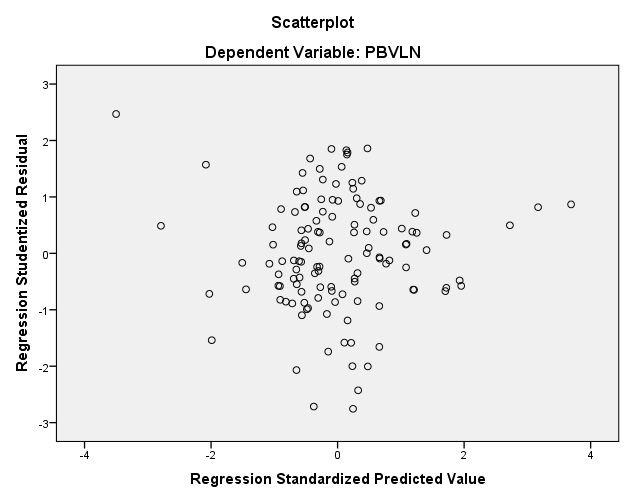 Scatterplot
Dependent Variable: PBVLN
Regression Studentized Residual
3
2
1
0
-1
-2
-3
-4 -2 0 2 4
Regression Standardized Predicted Value